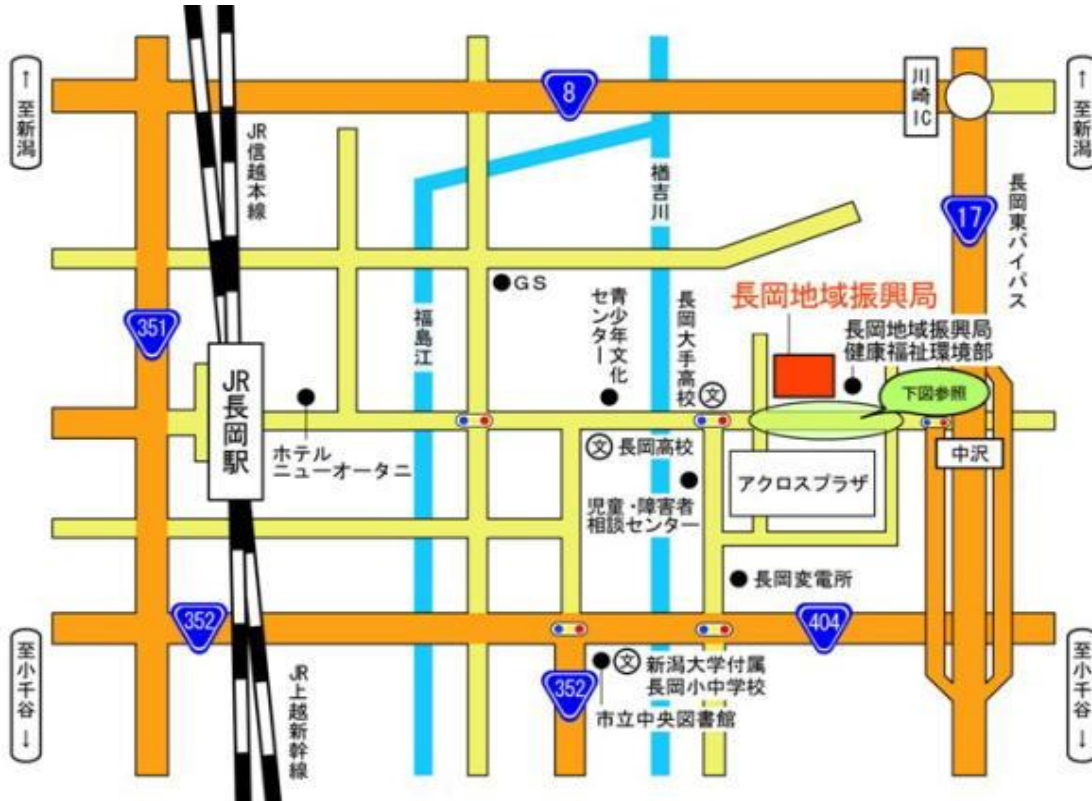 ↑至新潟
8
川崎IC
↑至新潟
JR信越本線
楢吉川
17
長岡東バイパス
GS
351
福島江
青少年文化
センター
長岡大手高校
長岡地域振興局
長岡地域振興局
健康福祉環境部
文
下図参照
JR長岡駅
ホテル
ニューオータニ
文
長岡高校
中沢
アクロスプラザ
児童・障害者
相談センター
長岡変電所
352
404
至小千谷↓
JR上越新幹線
352
文
新潟大学付属
長岡小中学校
市立中央図書館
至小千谷↓